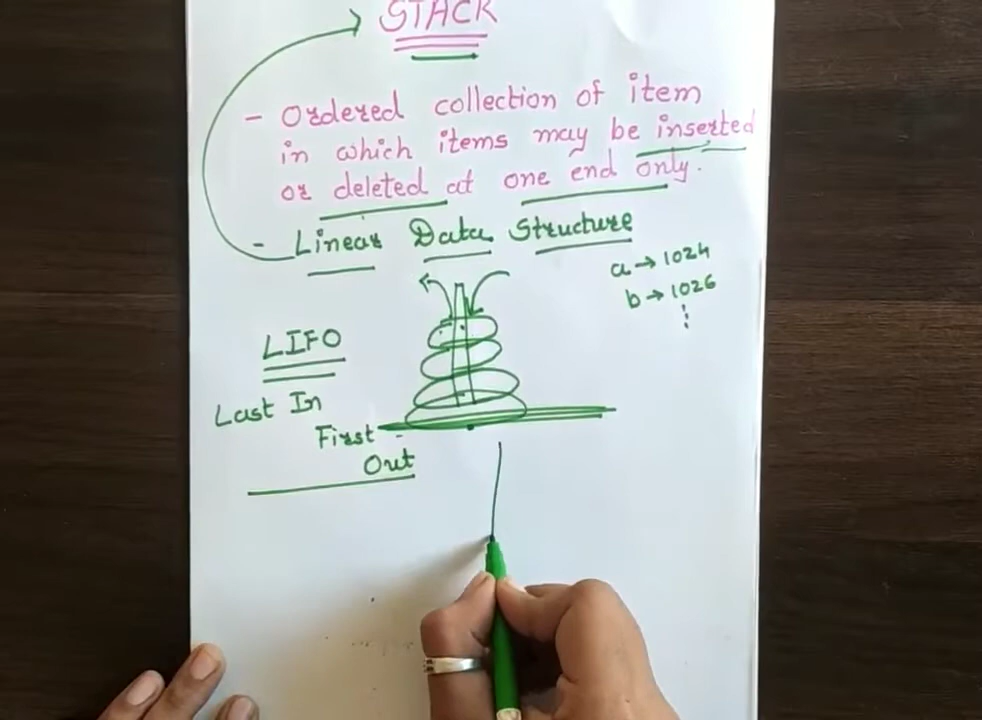 STACK
- Ordered collection of item
in which items may be inserted
or deleted at one end only.
- Linear Data Structure
a → 1024
b → 1026
⋮
LIFO
Last In
First
Out